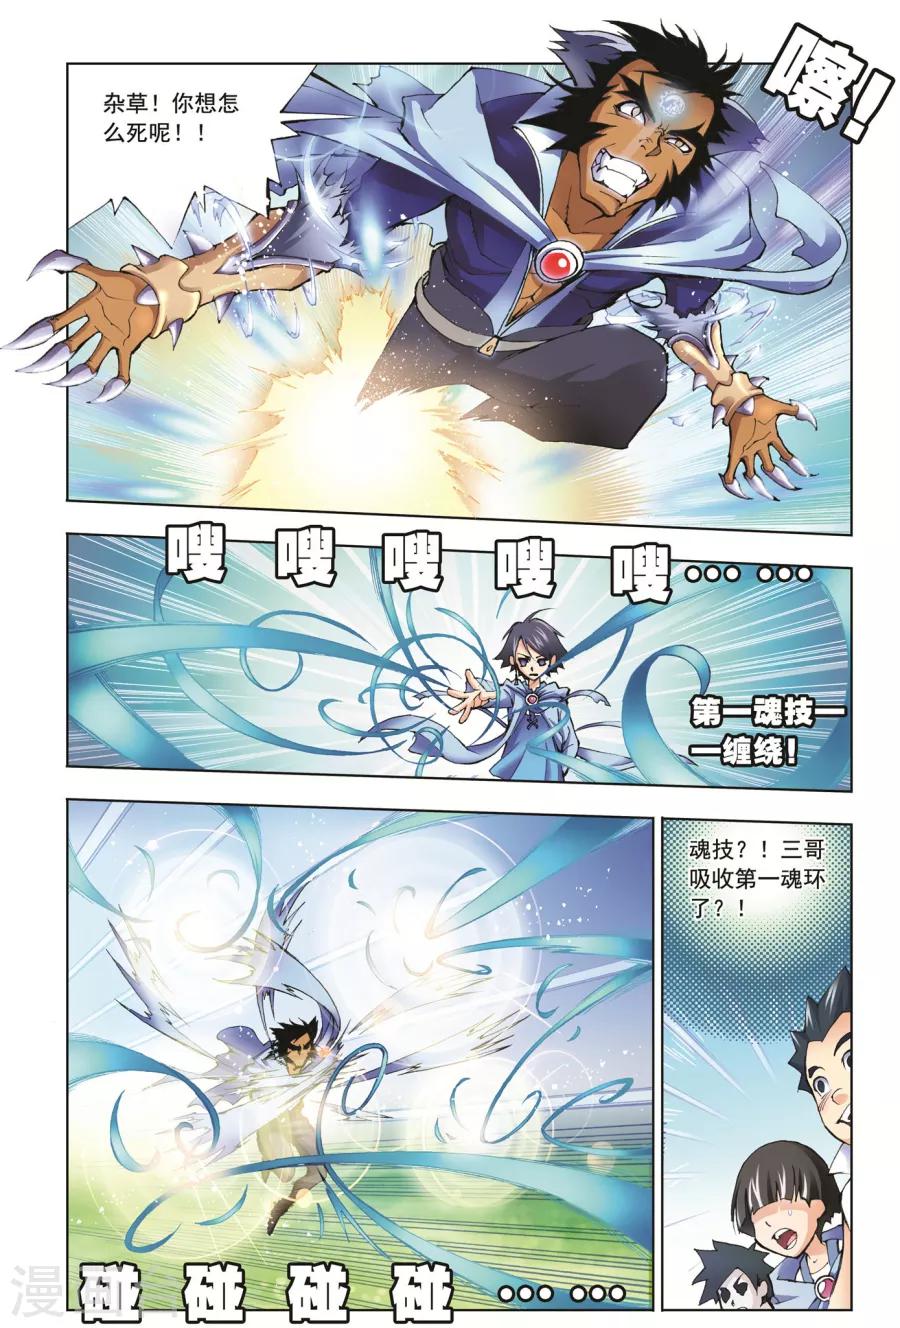 嚓！
杂草！你想怎
么死呢！！
嗖嗖嗖嗖嗖……
第一魂技—
—缠绕！
魂技？！三哥
吸收第一魂环
了？！
碰碰碰碰……